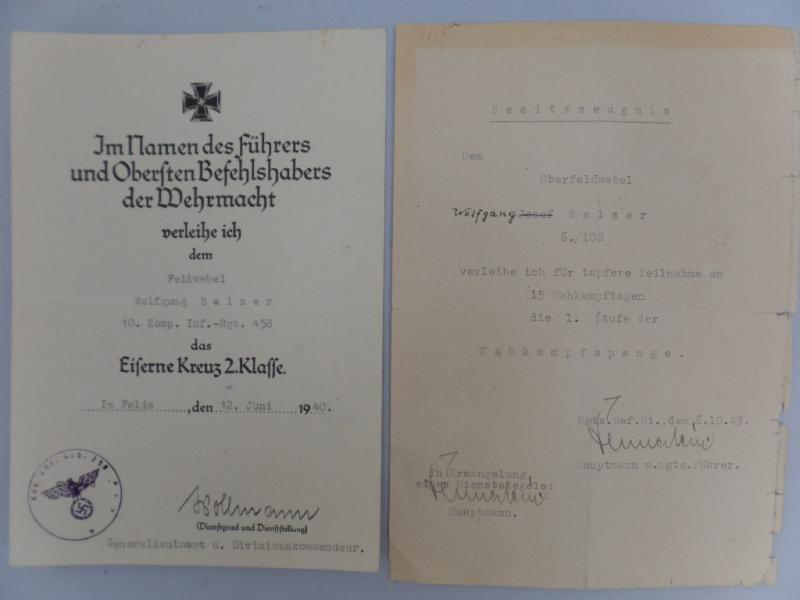 Im Namen des Führers
und Obersten Befehlshabers
der Wehrmacht
verleihe ich
dem
Feldwebel
Wolfgang Balzer
10. Komp. Inf.-Rgt. 458
das
Eiserne Kreuz 2. Klasse.
Im Felde, den 12. Juni 1940.
(Dienstgrad und Dienststellung)
Generalleutnant u. Divisionskommandeur.
Besitzzeugnis
Dem
Oberfeldwebel
Wolfgang Josef Balzer
6./108
verleihe ich für tapfere Teilnahme an
15 Nahkampftagen
die 1. Stufe der
Nahkampfspange.
Rgts.Gef.St., den 6.10.43.
Hauptmann u.Rgts.Führer.
In Ermangelung
eines Dienstsiegels:
Hauptmann.